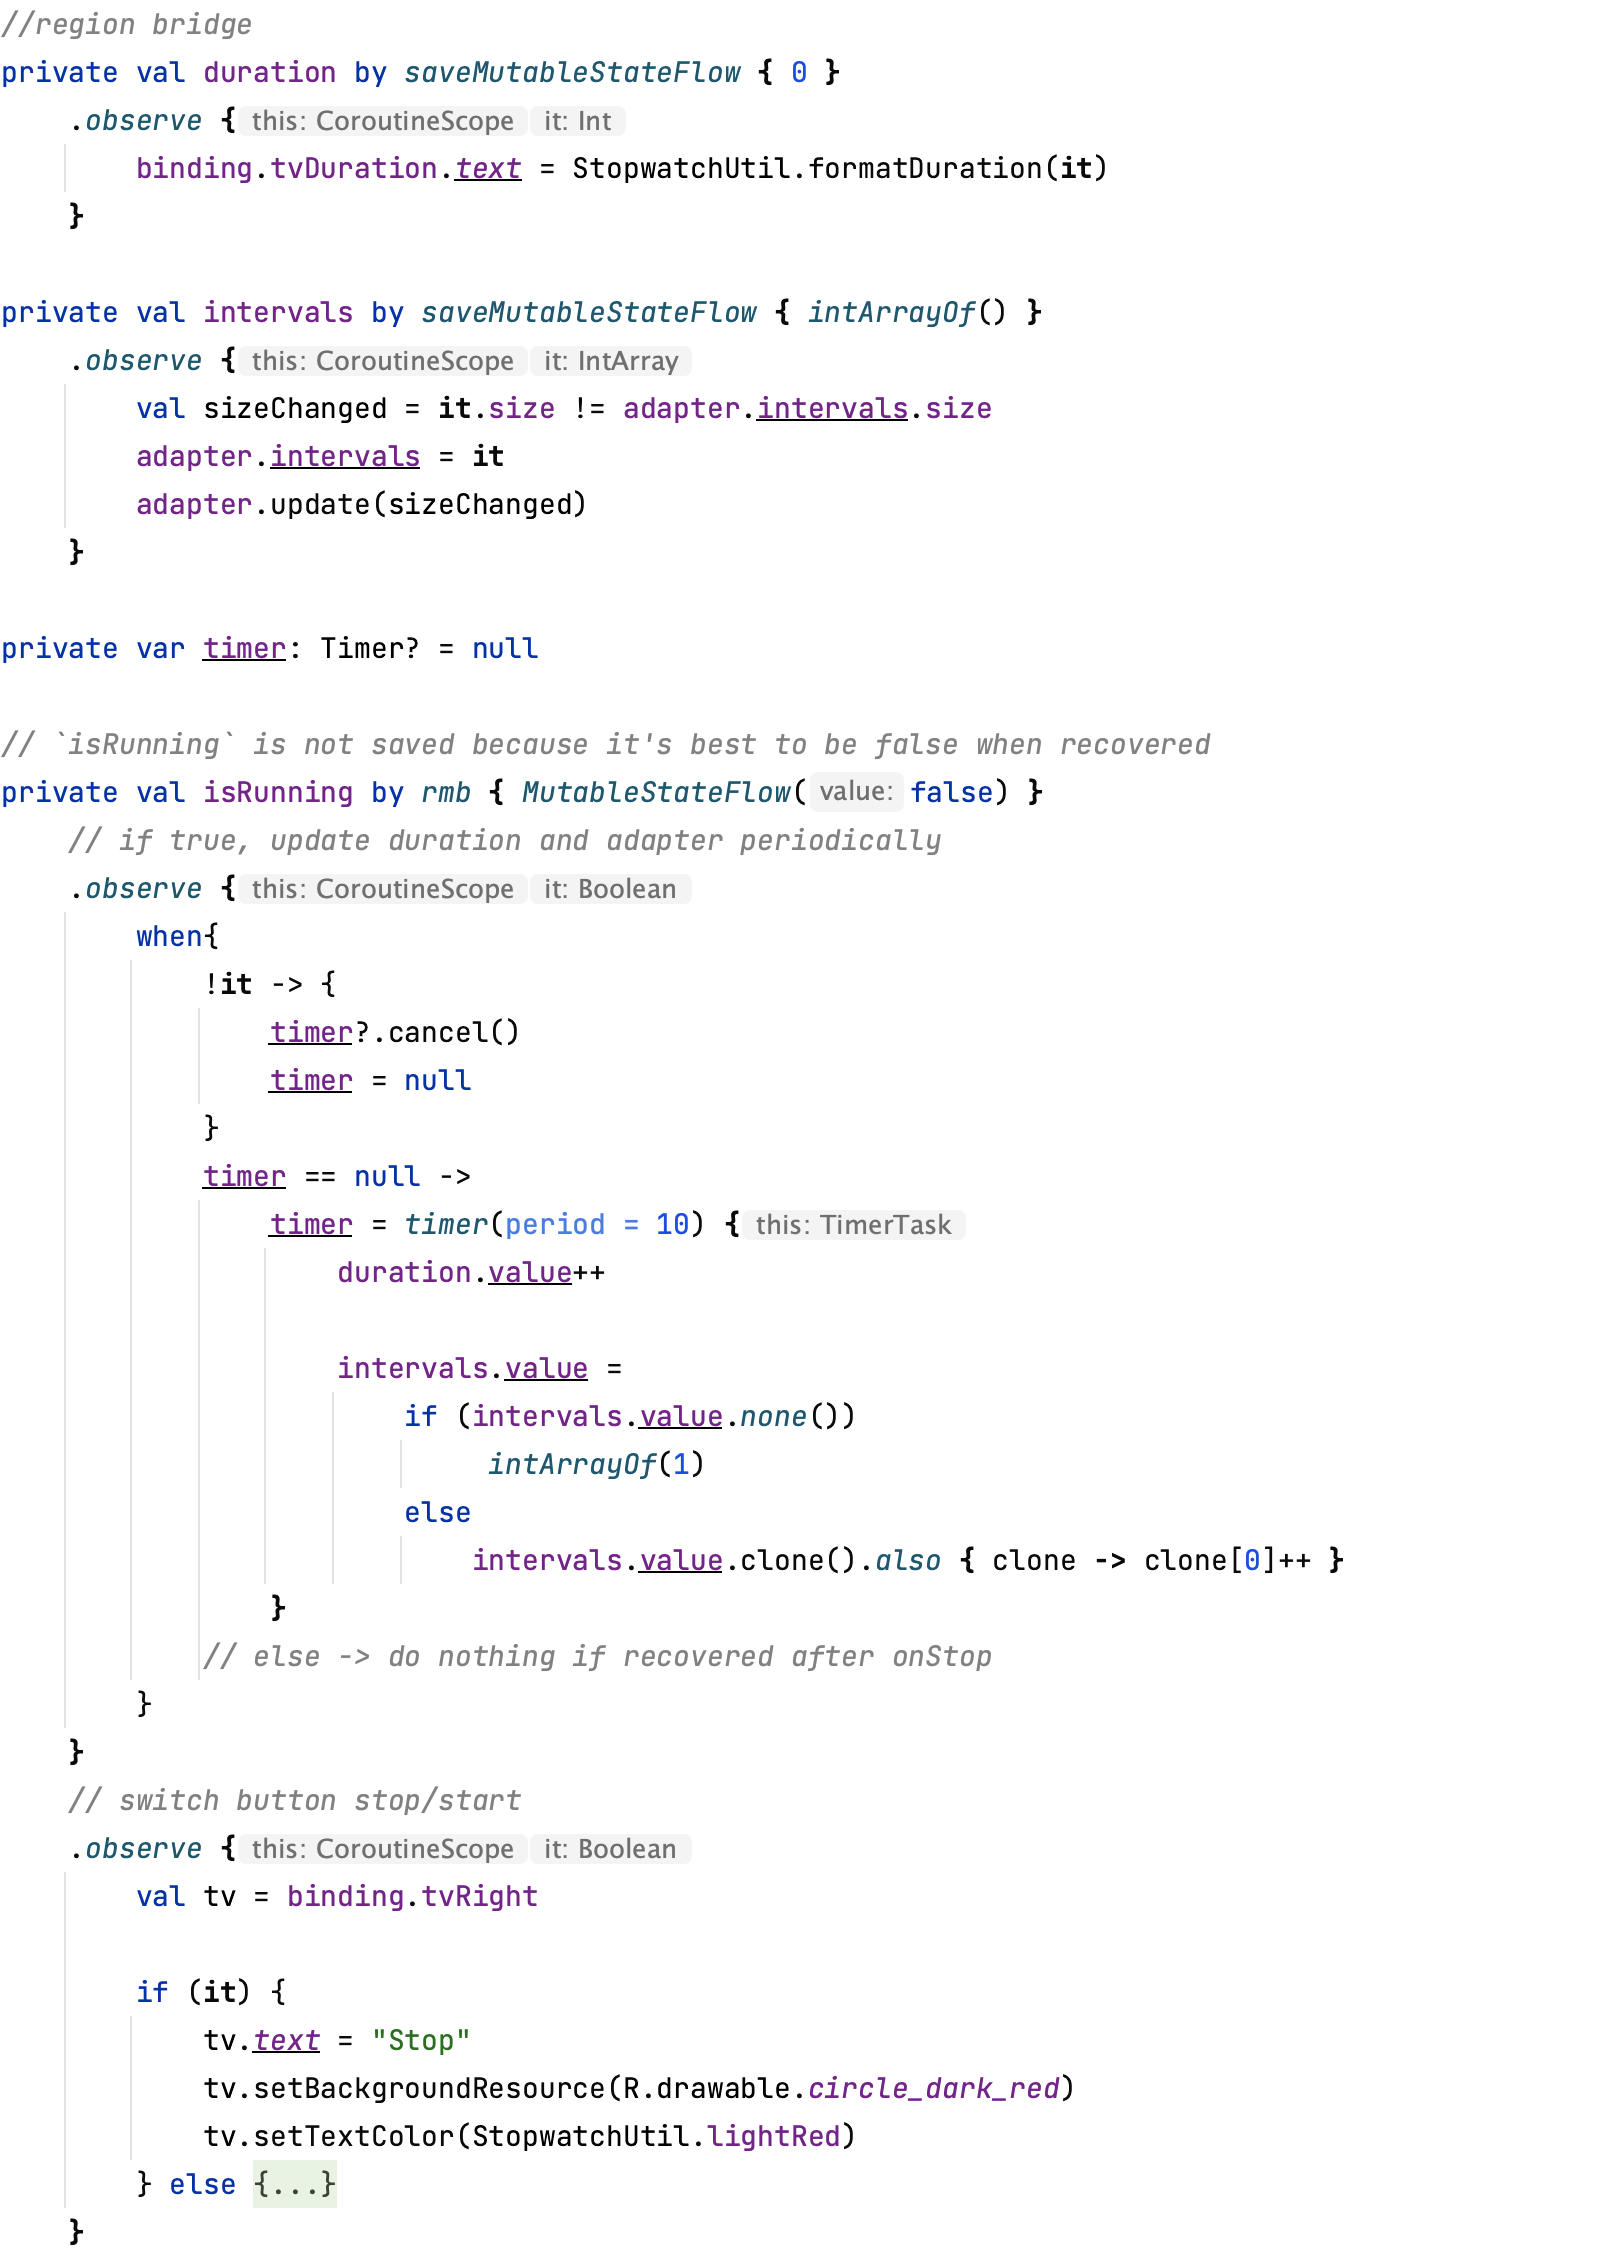 //region bridge
private val duration by saveMutableStateFlow { 0 }
    .observe { this: CoroutineScope it: Int
        binding.tvDuration.text = StopwatchUtil.formatDuration(it)
    }

private val intervals by saveMutableStateFlow { intArrayOf() }
    .observe { this: CoroutineScope it: IntArray
        val sizeChanged = it.size != adapter.intervals.size
        adapter.intervals = it
        adapter.update(sizeChanged)
    }

private var timer: Timer? = null

// `isRunning` is not saved because it's best to be false when recovered
private val isRunning by rmb { MutableStateFlow( value: false) }
    // if true, update duration and adapter periodically
    .observe { this: CoroutineScope it: Boolean
        when{
            !it -> {
                timer?.cancel()
                timer = null
            }
            timer == null ->
                timer = timer(period = 10) { this: TimerTask
                    duration.value++

                    intervals.value =
                        if (intervals.value.none())
                             intArrayOf(1)
                        else
                            intervals.value.clone().also { clone -> clone[0]++ }
                }
            // else -> do nothing if recovered after onStop
        }
    }
    // switch button stop/start
    .observe { this: CoroutineScope it: Boolean
        val tv = binding.tvRight

        if (it) {
            tv.text = "Stop"
            tv.setBackgroundResource(R.drawable.circle_dark_red)
            tv.setTextColor(StopwatchUtil.lightRed)
        } else {...}
    }